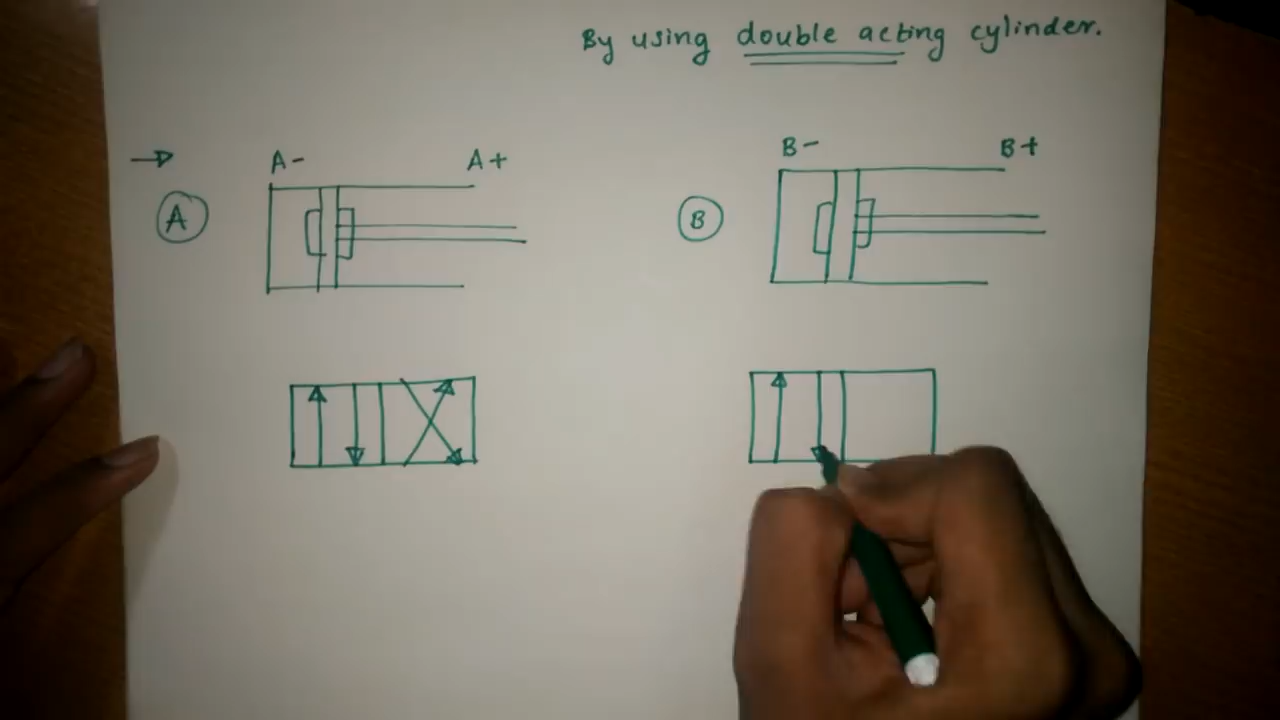 By using double acting cylinder.
A- A+
B- B+
A
B